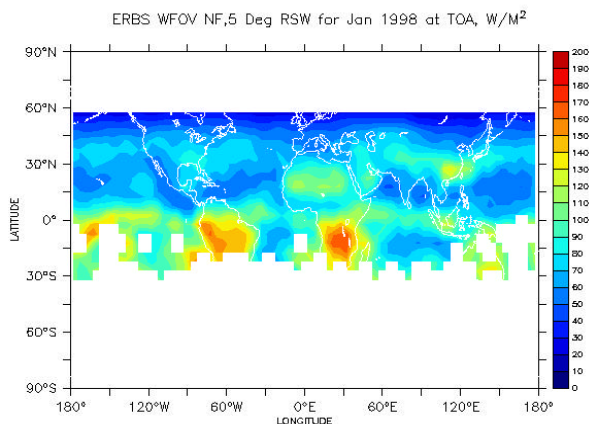 ERBS WFOV NF,5 Deg RSW for Jan 1998 at TOA, W/M²
90°N
60°N
30°N
0°
30°S
60°S
90°S
LATITUDE
180° 120°W 60°W 0°E 60°E 120°E 180°
LONGITUDE
200
190
180
170
160
150
140
130
120
110
100
90
80
70
60
50
40
30
20
10
0